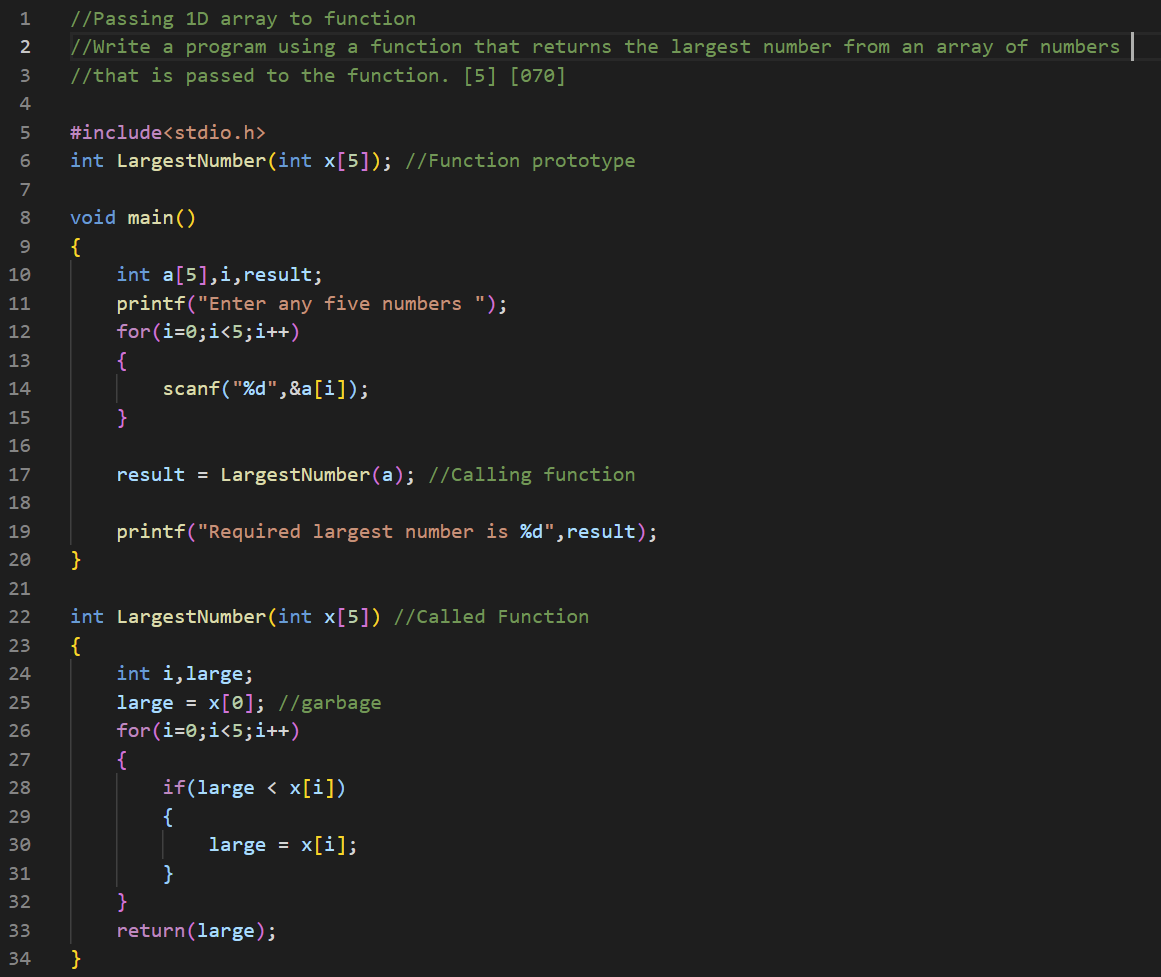 1 //Passing 1D array to function
2 //Write a program using a function that returns the largest number from an array of numbers
3 //that is passed to the function. [5] [070]
4
5 #include<stdio.h>
6 int LargestNumber(int x[5]); //Function prototype
7
8 void main()
9 {
10     int a[5],i,result;
11     printf("Enter any five numbers ");
12     for(i=0;i<5;i++)
13     {
14         scanf("%d",&a[i]);
15     }
16
17     result = LargestNumber(a); //Calling function
18
19     printf("Required largest number is %d",result);
20 }
21
22 int LargestNumber(int x[5]) //Called Function
23 {
24     int i,large;
25     large = x[0]; //garbage
26     for(i=0;i<5;i++)
27     {
28         if(large < x[i])
29         {
30             large = x[i];
31         }
32     }
33     return(large);
34 }